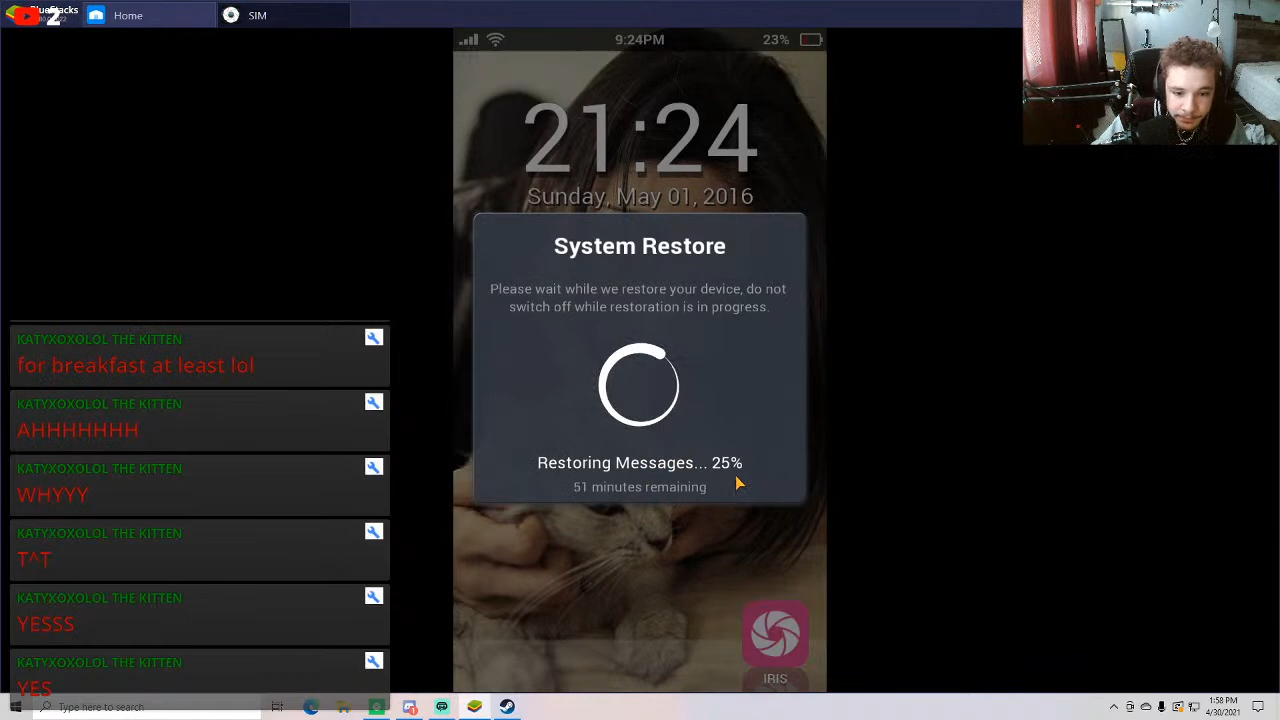 BlueStacks
2
Home
SIM
9:24PM
23%
21:24
Sunday, May 01, 2016
System Restore
Please wait while we restore your device, do not
switch off while restoration is in progress.
Restoring Messages... 25%
51 minutes remaining
IRIS
KATYXOXOLOL THE KITTEN
for breakfast at least lol
KATYXOXOLOL THE KITTEN
AHHHHHHH
KATYXOXOLOL THE KITTEN
WHYYY
KATYXOXOLOL THE KITTEN
T^T
KATYXOXOLOL THE KITTEN
YESSS
KATYXOXOLOL THE KITTEN
YES
Type here to search
1:58 PM
4/30/2021